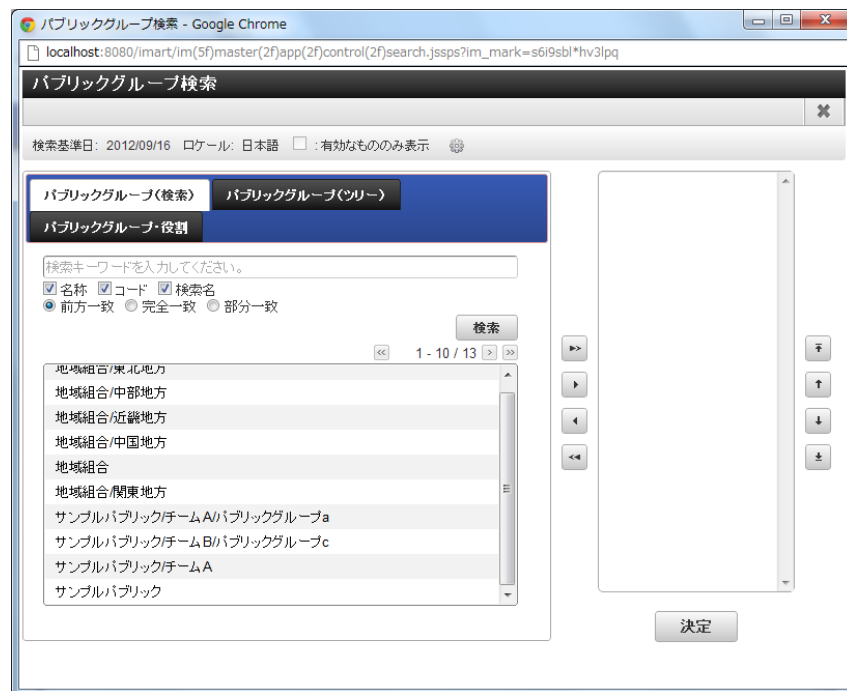 パブリックグループ検索 - Google Chrome
localhost:8080/imart/im(5f)master(2f)app(2f)control(2f)search.jssps?im_mark=s6i9sbl*hv3lpq
パブリックグループ検索
検索基準日: 2012/09/16 ロケール: 日本語 : 有効なもののみ表示
パブリックグループ(検索) パブリックグループ(ツリー)
パブリックグループ・役割
検索キーワードを入力してください。
名称 コード 検索名
前方一致 完全一致 部分一致
検索
1 - 10 / 13
地域組合/東北地方
地域組合/中部地方
地域組合/近畿地方
地域組合/中国地方
地域組合
地域組合/関東地方
サンプルパブリック/チームA/パブリックグループa
サンプルパブリック/チームB/パブリックグループc
サンプルパブリック/チームA
サンプルパブリック
決定